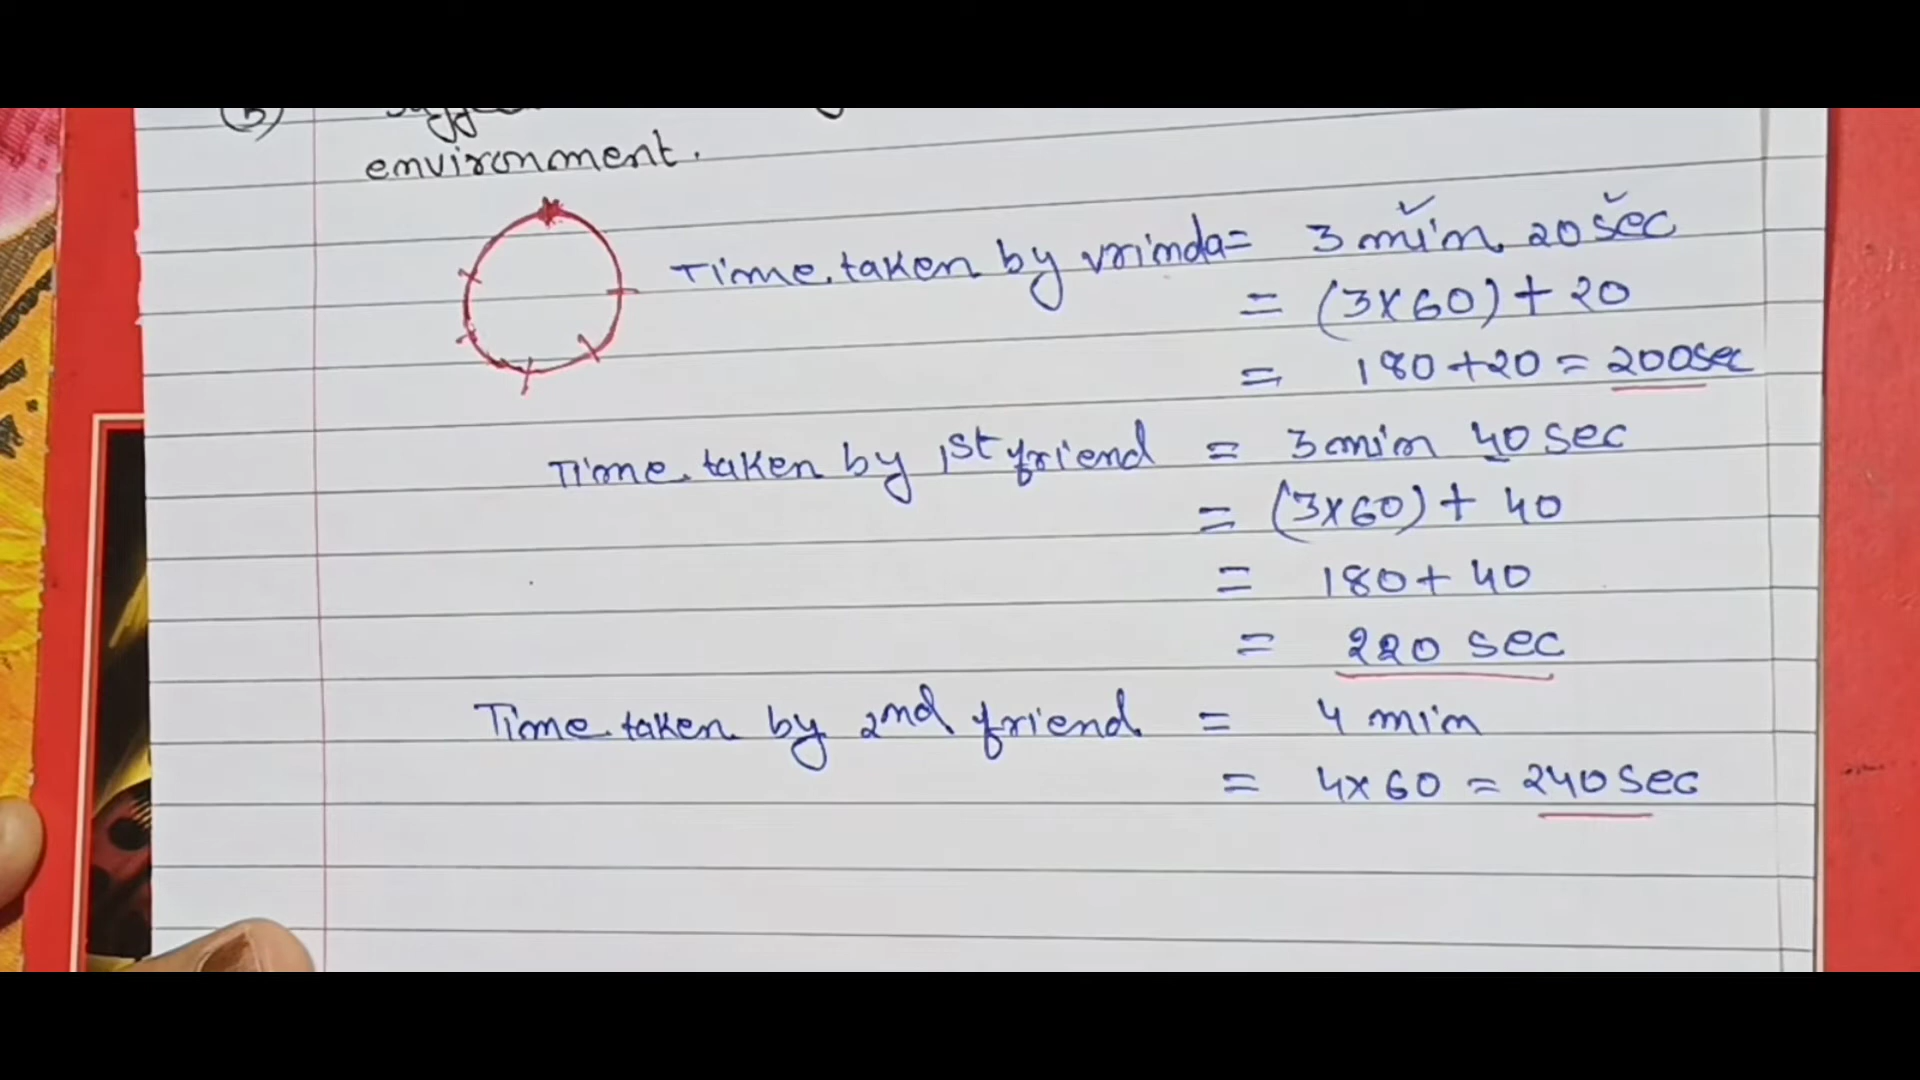 (b)
environment.
Time taken by vrinda = 3 min 20 sec
= (3x60) + 20
= 180+20 = 200sec
Time taken by 1st friend = 3 min 40 sec
= (3x60) + 40
= 180+ 40
= 220 sec
Time taken by 2nd friend = 4 min
= 4x60 = 240 sec